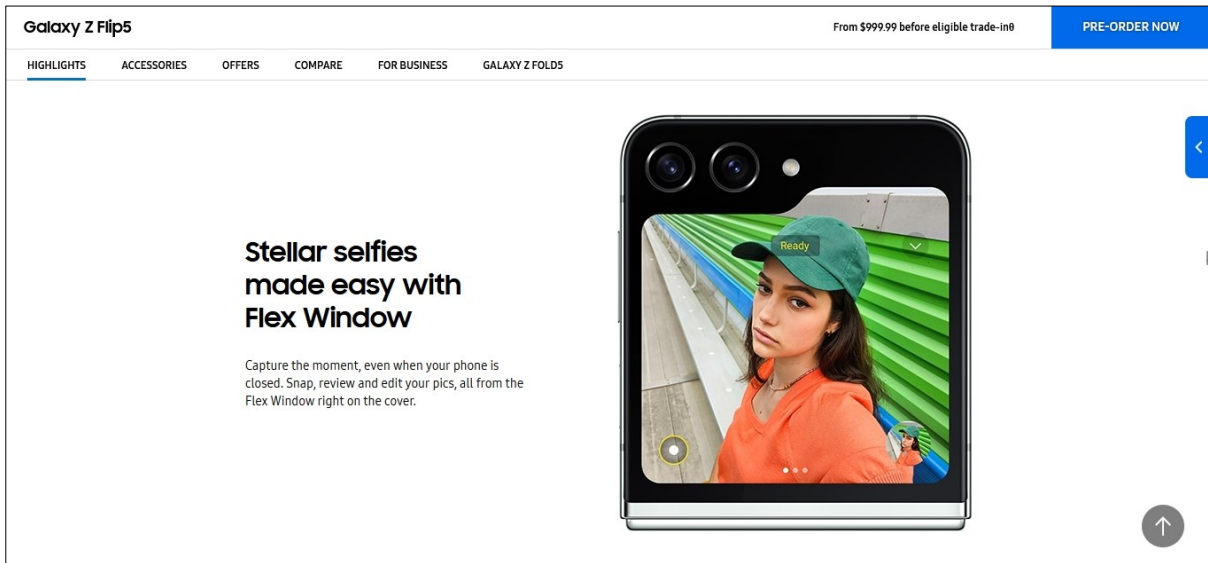 Galaxy Z Flip5
From $999.99 before eligible trade-inθ
PRE-ORDER NOW
HIGHLIGHTS
ACCESSORIES
OFFERS
COMPARE
FOR BUSINESS
GALAXY Z FOLD5
Stellar selfies
made easy with
Flex Window
Capture the moment, even when your phone is
closed. Snap, review and edit your pics, all from the
Flex Window right on the cover.
Ready